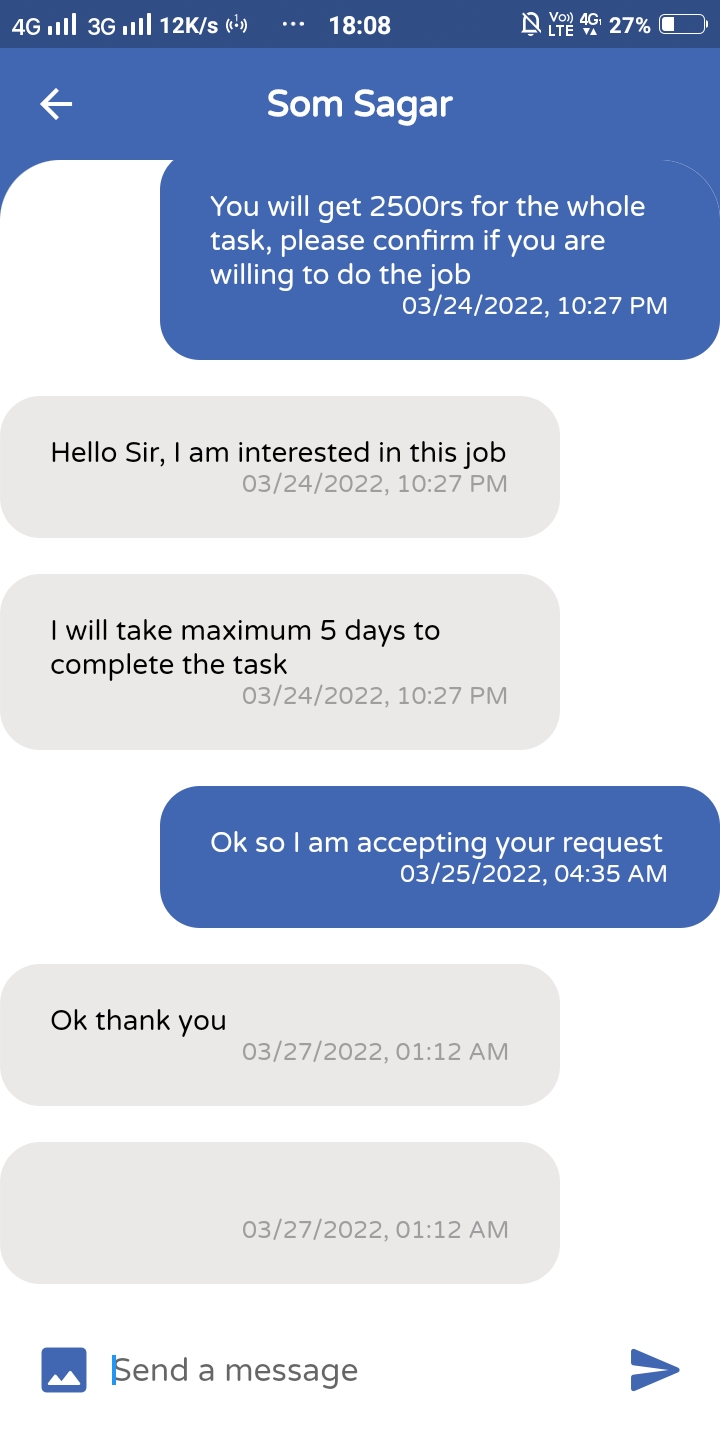 4G 3G 12K/s ... 18:08 Vo)) LTE 4G 27%
Som Sagar
You will get 2500rs for the whole
task, please confirm if you are
willing to do the job
03/24/2022, 10:27 PM
Hello Sir, I am interested in this job
03/24/2022, 10:27 PM
I will take maximum 5 days to
complete the task
03/24/2022, 10:27 PM
Ok so I am accepting your request
03/25/2022, 04:35 AM
Ok thank you
03/27/2022, 01:12 AM
03/27/2022, 01:12 AM
Send a message